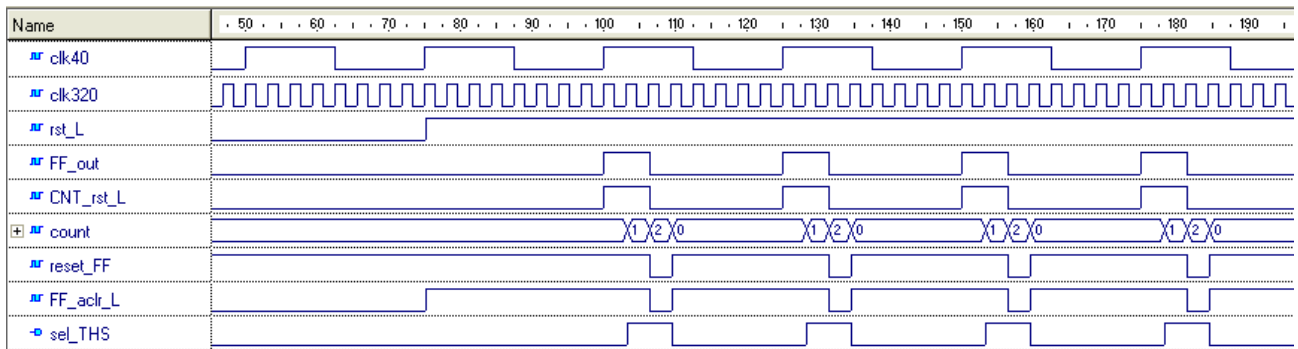 Name 50 60 70 80 90 100 110 120 130 140 150 160 170 180 190
clk40
clk320
rst_L
FF_out
CNT_rst_L
count 1 2 0 1 2 0 1 2 0 1 2 0
reset_FF
FF_aclr_L
sel_THS